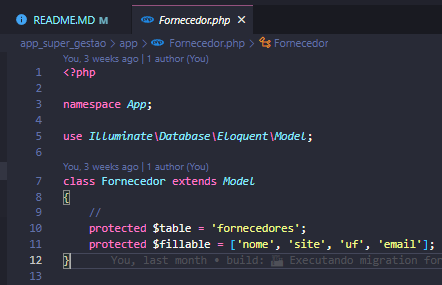 README.MD M
Fornecedor.php ×
app_super_gestao > app > Fornecedor.php > Fornecedor
You, 3 weeks ago | 1 author (You)
1 <?php
2
3 namespace App;
4
5 use Illuminate\Database\Eloquent\Model;
6
You, 3 weeks ago | 1 author (You)
7 class Fornecedor extends Model
8 {
9 //
10 protected $table = 'fornecedores';
11 protected $fillable = ['nome', 'site', 'uf', 'email'];
12 } You, last month • build: Executando migration for
13